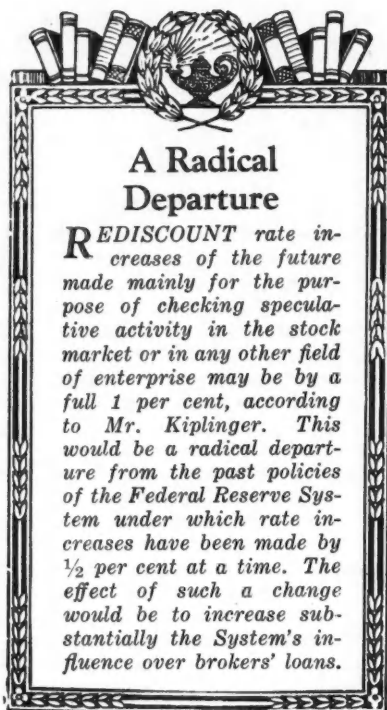 A Radical
Departure
REDISCOUNT rate in-
creases of the future
made mainly for the pur-
pose of checking specula-
tive activity in the stock
market or in any other field
of enterprise may be by a
full 1 per cent, according
to Mr. Kiplinger. This
would be a radical depart-
ure from the past policies
of the Federal Reserve Sys-
tem under which rate in-
creases have been made by
½ per cent at a time. The
effect of such a change
would be to increase sub-
stantially the System's in-
fluence over brokers' loans.